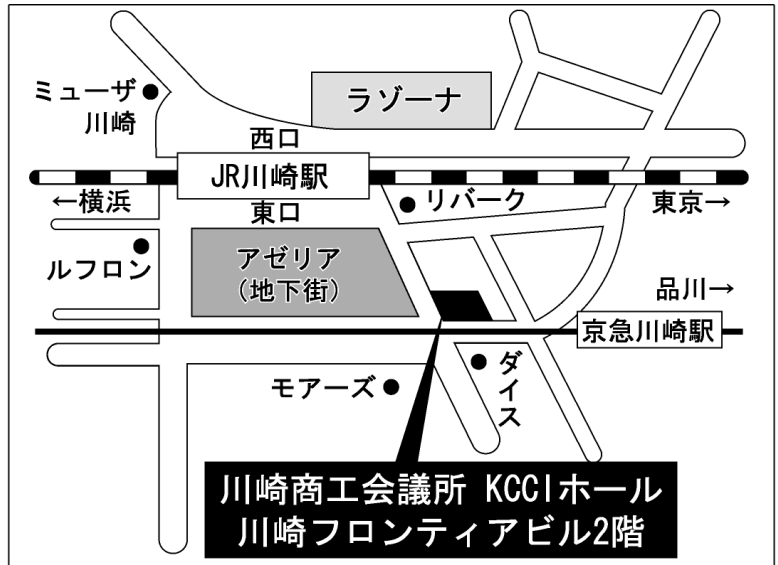 ミューザ
川崎
ラゾーナ
西口
JR川崎駅
←横浜
東口
リバーク
東京→
ルフロン
アゼリア
(地下街)
品川→
京急川崎駅
モアーズ
ダイス
川崎商工会議所 KCCIホール
川崎フロンティアビル2階